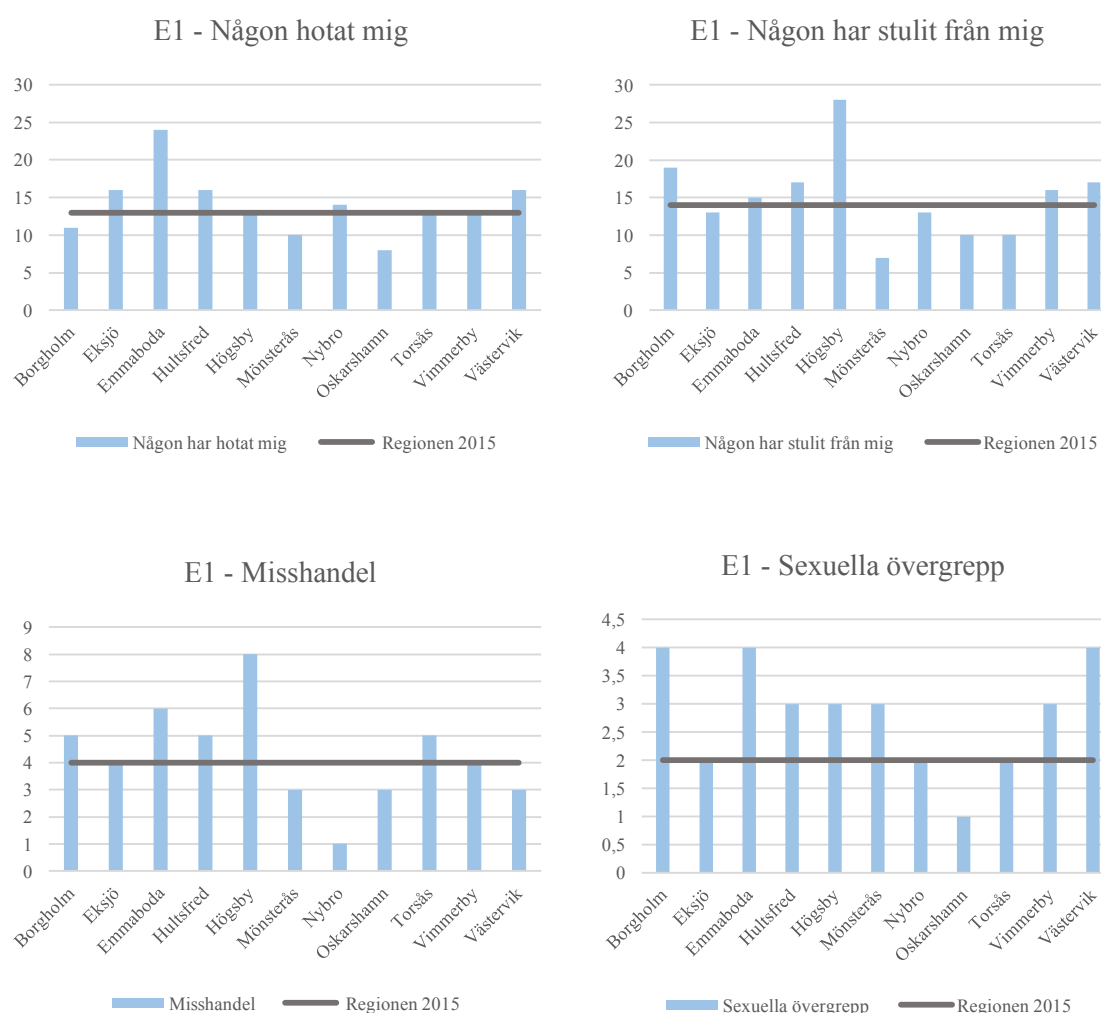 E1 - Någon hotat mig
30
25
20
15
10
5
0
Borgholm
Eksjö
Emmaboda
Hultsfred
Högsby
Mönsterås
Nybro
Oskarshamn
Torsås
Vimmerby
Västervik
Någon har hotat mig
Regionen 2015
E1 - Någon har stulit från mig
30
25
20
15
10
5
0
Borgholm
Eksjö
Emmaboda
Hultsfred
Högsby
Mönsterås
Nybro
Oskarshamn
Torsås
Vimmerby
Västervik
Någon har stulit från mig
Regionen 2015
E1 - Misshandel
9
8
7
6
5
4
3
2
1
0
Borgholm
Eksjö
Emmaboda
Hultsfred
Högsby
Mönsterås
Nybro
Oskarshamn
Torsås
Vimmerby
Västervik
Misshandel
Regionen 2015
E1 - Sexuella övergrepp
4,5
4
3,5
3
2,5
2
1,5
1
0,5
0
Borgholm
Eksjö
Emmaboda
Hultsfred
Högsby
Mönsterås
Nybro
Oskarshamn
Torsås
Vimmerby
Västervik
Sexuella övergrepp
Regionen 2015